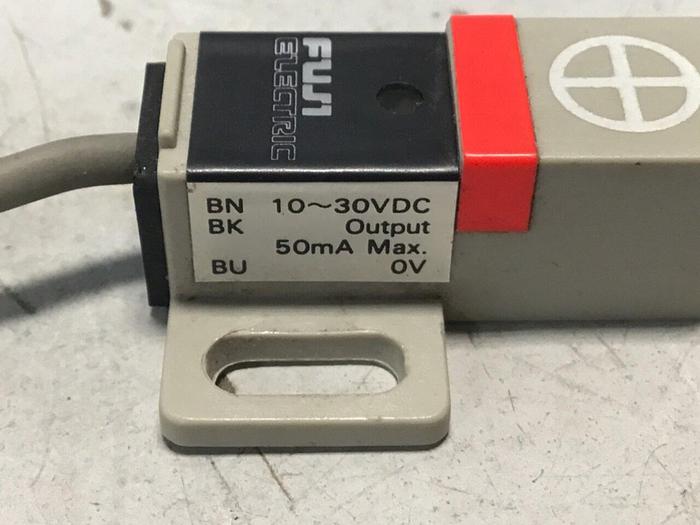 FUJI
ELECTRIC
BN 10~30VDC
BK Output
50mA Max.
BU 0V